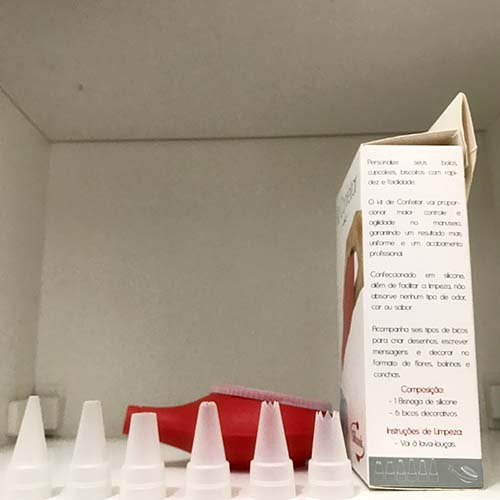 Personalize seus bolos,
cupcakes, biscoitos com rapi-
dez e facilidade.
O kit de Confeitar vai propor-
cionar maior controle e
agilidade no manuseio,
garantindo um resultado mais
uniforme e um acabamento
profissional.
Confeccionado em silicone,
além de facilitar a limpeza, não
absorve nenhum tipo de odor,
cor ou sabor.
Acompanha seis tipos de bicos
para criar desenhos, escrever
mensagens e decorar no
formato de flores, bolinhas e
conchas.
Composição:
- 1 Bisnaga de silicone
- 6 bicos decorativos
Instruções de Limpeza:
- Vai à lava-louças.